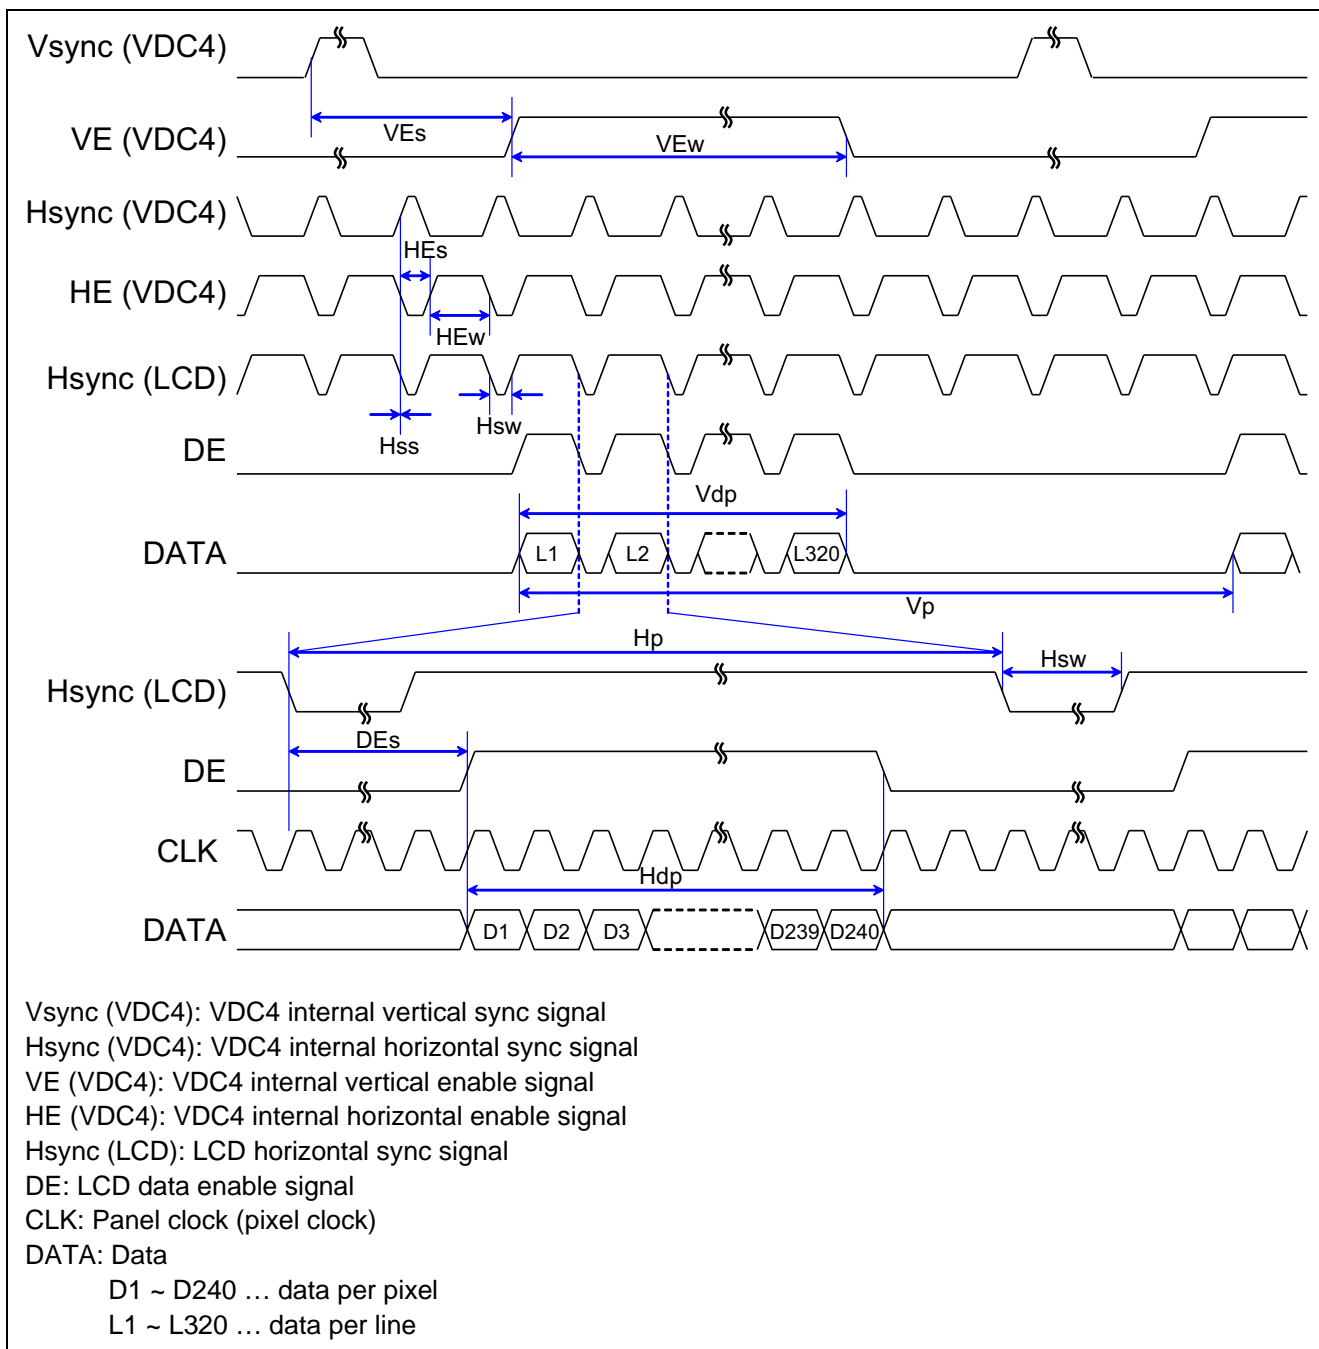 Vsync (VDC4)
VEs
VE (VDC4)
VEw
Hsync (VDC4)
HEs
HE (VDC4)
HEw
Hsync (LCD)
Hss
Hsw
DE
Vdp
DATA
L1
L2
L320
Vp
Hp
Hsw
Hsync (LCD)
DEs
DE
CLK
Hdp
DATA
D1
D2
D3
D239
D240
Vsync (VDC4): VDC4 internal vertical sync signal
Hsync (VDC4): VDC4 internal horizontal sync signal
VE (VDC4): VDC4 internal vertical enable signal
HE (VDC4): VDC4 internal horizontal enable signal
Hsync (LCD): LCD horizontal sync signal
DE: LCD data enable signal
CLK: Panel clock (pixel clock)
DATA: Data
D1 ~ D240 … data per pixel
L1 ~ L320 … data per line